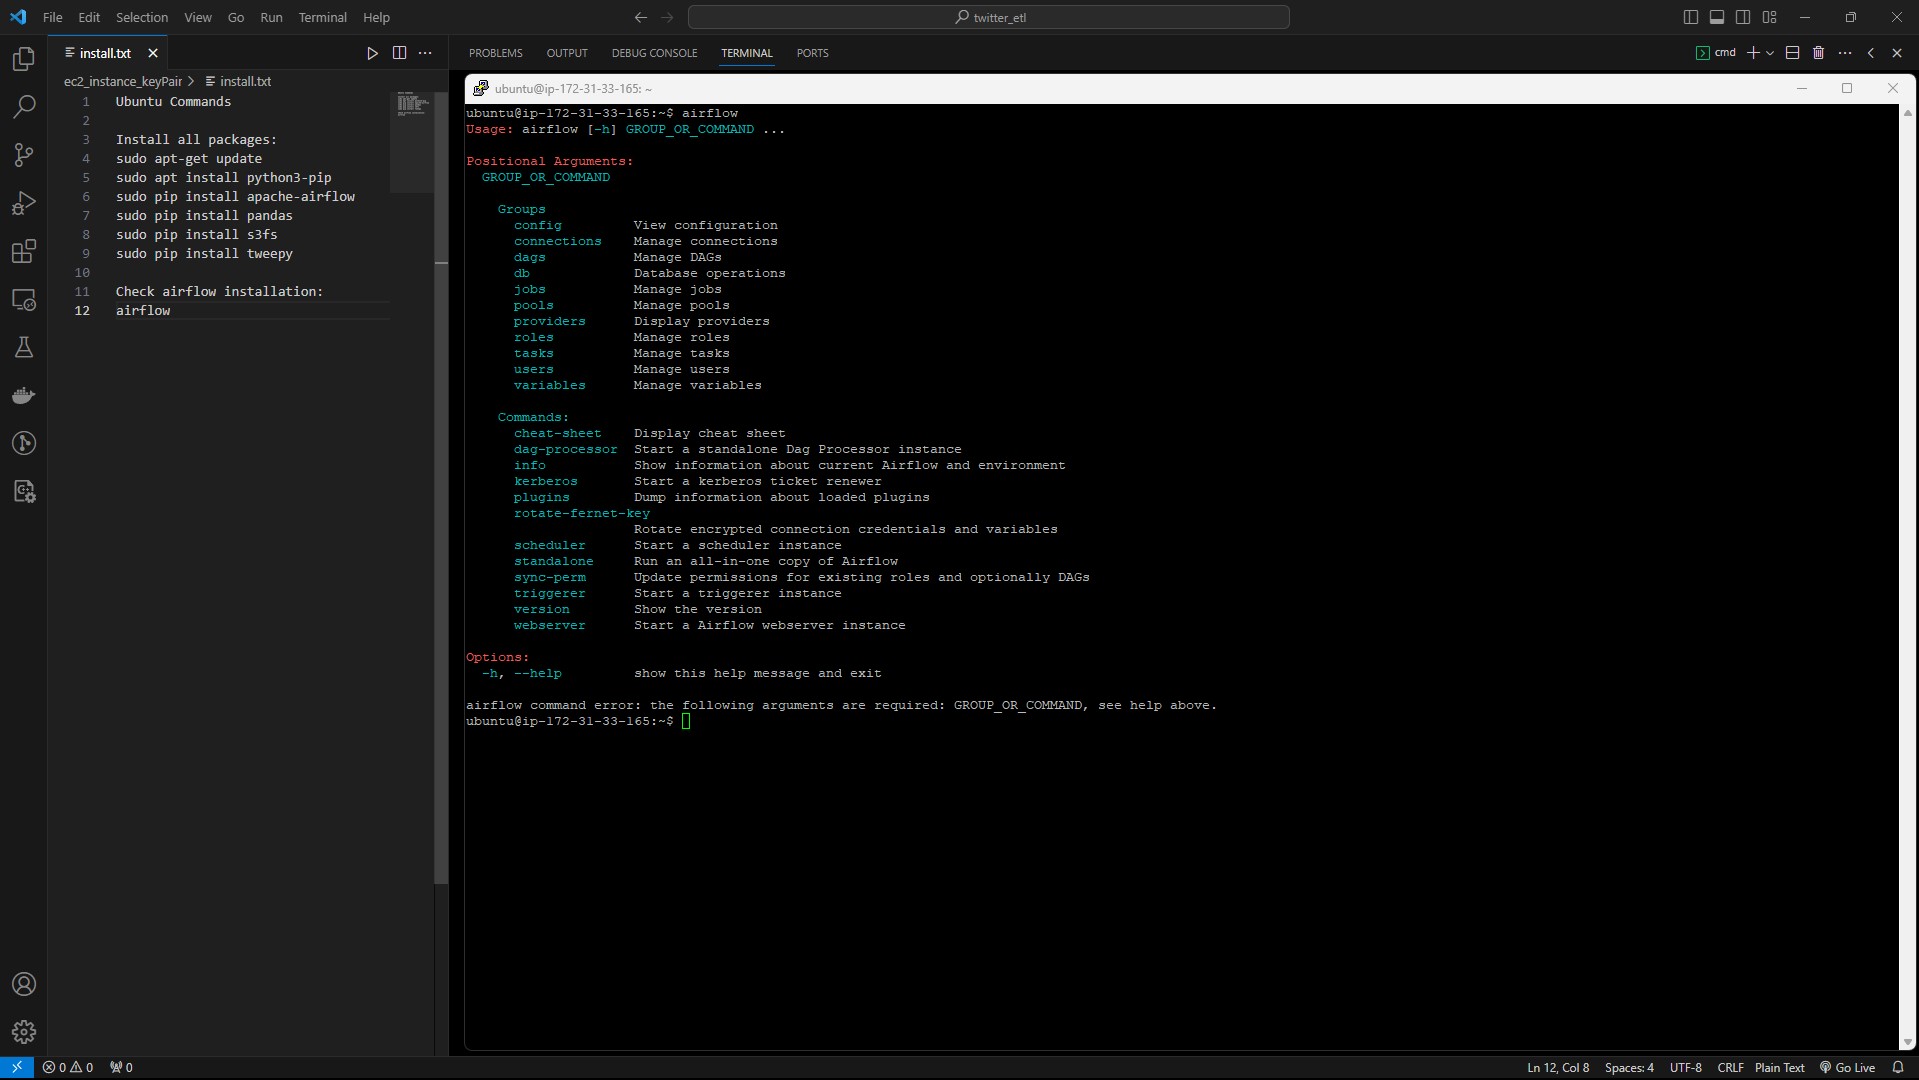 File Edit Selection View Go Run Terminal Help
twitter_etl
install.txt
ec2_instance_keyPair > install.txt
1 Ubuntu Commands
2
3 Install all packages:
4 sudo apt-get update
5 sudo apt install python3-pip
6 sudo pip install apache-airflow
7 sudo pip install pandas
8 sudo pip install s3fs
9 sudo pip install tweepy
10
11 Check airflow installation:
12 airflow
PROBLEMS OUTPUT DEBUG CONSOLE TERMINAL PORTS
cmd
ubuntu@ip-172-31-33-165: ~
ubuntu@ip-172-31-33-165:~$ airflow
Usage: airflow [-h] GROUP_OR_COMMAND ...
Positional Arguments:
GROUP_OR_COMMAND
Groups
config View configuration
connections Manage connections
dags Manage DAGs
db Database operations
jobs Manage jobs
pools Manage pools
providers Display providers
roles Manage roles
tasks Manage tasks
users Manage users
variables Manage variables
Commands:
cheat-sheet Display cheat sheet
dag-processor Start a standalone Dag Processor instance
info Show information about current Airflow and environment
kerberos Start a kerberos ticket renewer
plugins Dump information about loaded plugins
rotate-fernet-key
Rotate encrypted connection credentials and variables
scheduler Start a scheduler instance
standalone Run an all-in-one copy of Airflow
sync-perm Update permissions for existing roles and optionally DAGs
triggerer Start a triggerer instance
version Show the version
webserver Start a Airflow webserver instance
Options:
-h, --help show this help message and exit
airflow command error: the following arguments are required: GROUP_OR_COMMAND, see help above.
ubuntu@ip-172-31-33-165:~$
0 0 0
Ln 12, Col 8 Spaces: 4 UTF-8 CRLF Plain Text Go Live